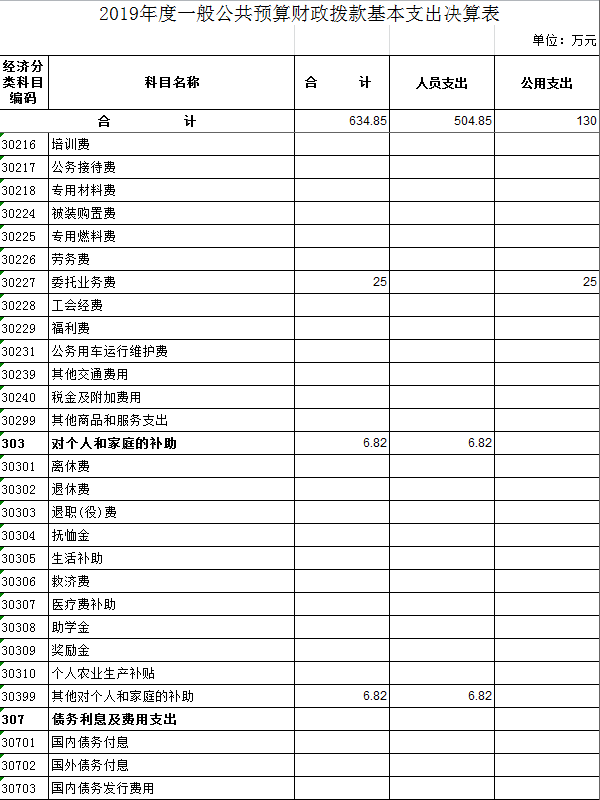 2019年度一般公共预算财政拨款基本支出决算表
单位：万元
经济分类科目编码 科目名称 合 计 人员支出 公用支出
合 计 634.85 504.85 130
30216 培训费
30217 公务接待费
30218 专用材料费
30224 被装购置费
30225 专用燃料费
30226 劳务费
30227 委托业务费 25 25
30228 工会经费
30229 福利费
30231 公务用车运行维护费
30239 其他交通费用
30240 税金及附加费用
30299 其他商品和服务支出
303 对个人和家庭的补助 6.82 6.82
30301 离休费
30302 退休费
30303 退职(役)费
30304 抚恤金
30305 生活补助
30306 救济费
30307 医疗费补助
30308 助学金
30309 奖励金
30310 个人农业生产补贴
30399 其他对个人和家庭的补助 6.82 6.82
307 债务利息及费用支出
30701 国内债务付息
30702 国外债务付息
30703 国内债务发行费用